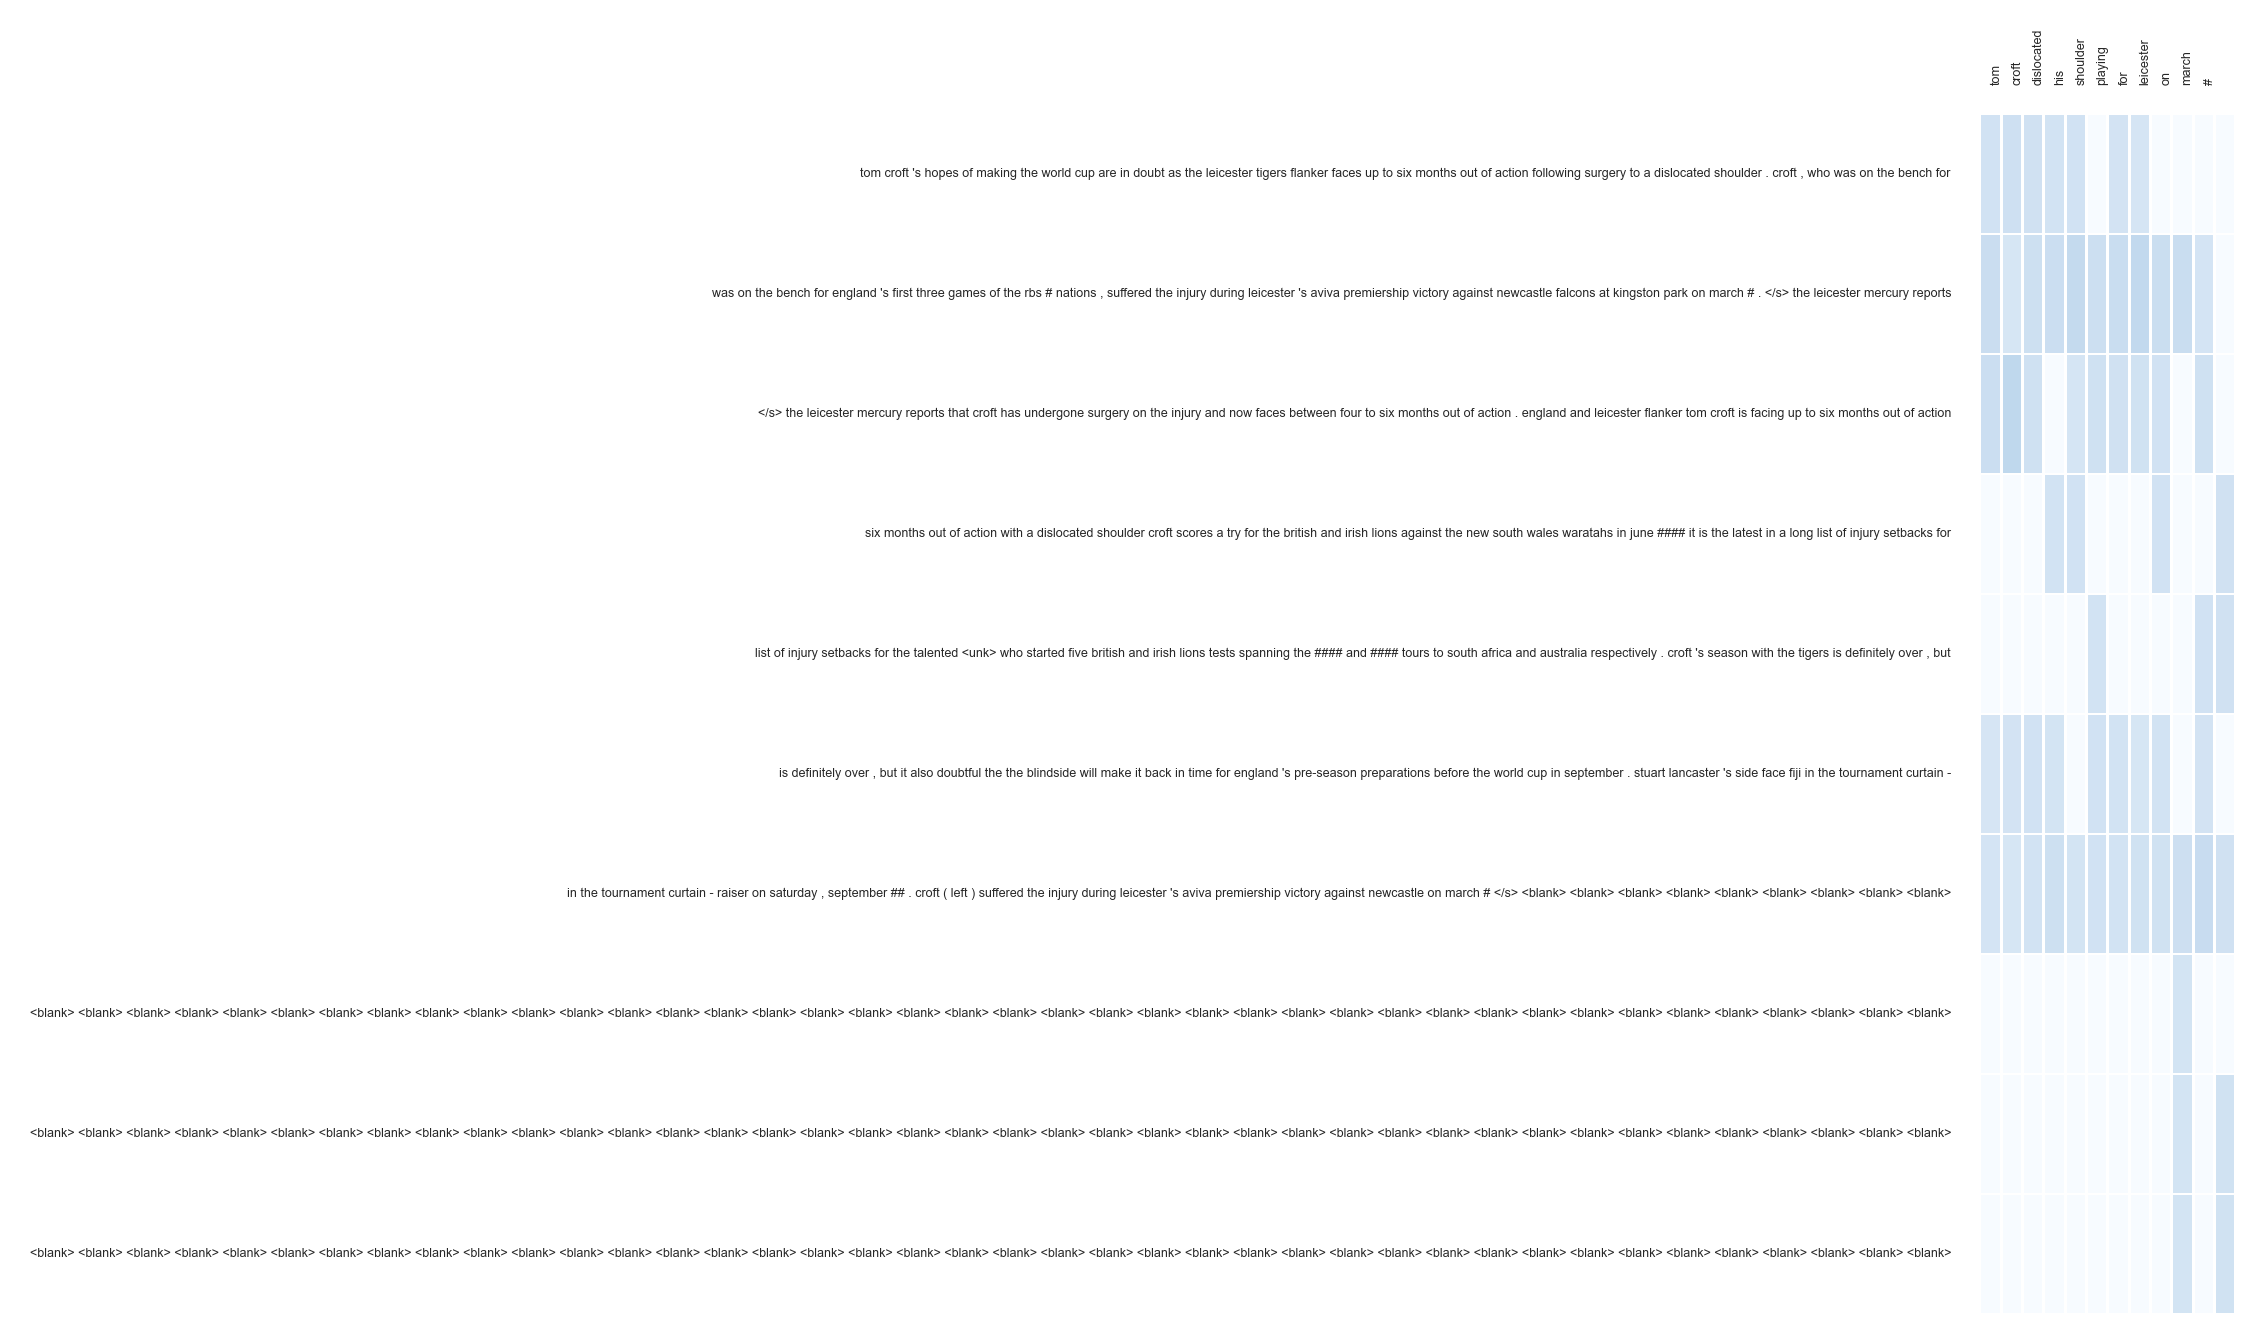 tom
croft
dislocated
his
shoulder
playing
for
leicester
on
march
#
tom croft 's hopes of making the world cup are in doubt as the leicester tigers flanker faces up to six months out of action following surgery to a dislocated shoulder . croft , who was on the bench for
was on the bench for england 's first three games of the rbs # nations , suffered the injury during leicester 's aviva premiership victory against newcastle falcons at kingston park on march # . </s> the leicester mercury reports
</s> the leicester mercury reports that croft has undergone surgery on the injury and now faces between four to six months out of action . england and leicester flanker tom croft is facing up to six months out of action
six months out of action with a dislocated shoulder croft scores a try for the british and irish lions against the new south wales waratahs in june #### it is the latest in a long list of injury setbacks for
list of injury setbacks for the talented <unk> who started five british and irish lions tests spanning the #### and #### tours to south africa and australia respectively . croft 's season with the tigers is definitely over , but
is definitely over , but it also doubtful the the blindside will make it back in time for england 's pre-season preparations before the world cup in september . stuart lancaster 's side face fiji in the tournament curtain -
in the tournament curtain - raiser on saturday , september ## . croft ( left ) suffered the injury during leicester 's aviva premiership victory against newcastle on march # </s> <blank> <blank> <blank> <blank> <blank> <blank> <blank> <blank> <blank>
<blank> <blank> <blank> <blank> <blank> <blank> <blank> <blank> <blank> <blank> <blank> <blank> <blank> <blank> <blank> <blank> <blank> <blank> <blank> <blank> <blank> <blank> <blank> <blank> <blank> <blank> <blank> <blank> <blank> <blank> <blank> <blank> <blank> <blank> <blank> <blank> <blank> <blank> <blank> <blank>
<blank> <blank> <blank> <blank> <blank> <blank> <blank> <blank> <blank> <blank> <blank> <blank> <blank> <blank> <blank> <blank> <blank> <blank> <blank> <blank> <blank> <blank> <blank> <blank> <blank> <blank> <blank> <blank> <blank> <blank> <blank> <blank> <blank> <blank> <blank> <blank> <blank> <blank> <blank> <blank>
<blank> <blank> <blank> <blank> <blank> <blank> <blank> <blank> <blank> <blank> <blank> <blank> <blank> <blank> <blank> <blank> <blank> <blank> <blank> <blank> <blank> <blank> <blank> <blank> <blank> <blank> <blank> <blank> <blank> <blank> <blank> <blank> <blank> <blank> <blank> <blank> <blank> <blank> <blank> <blank>